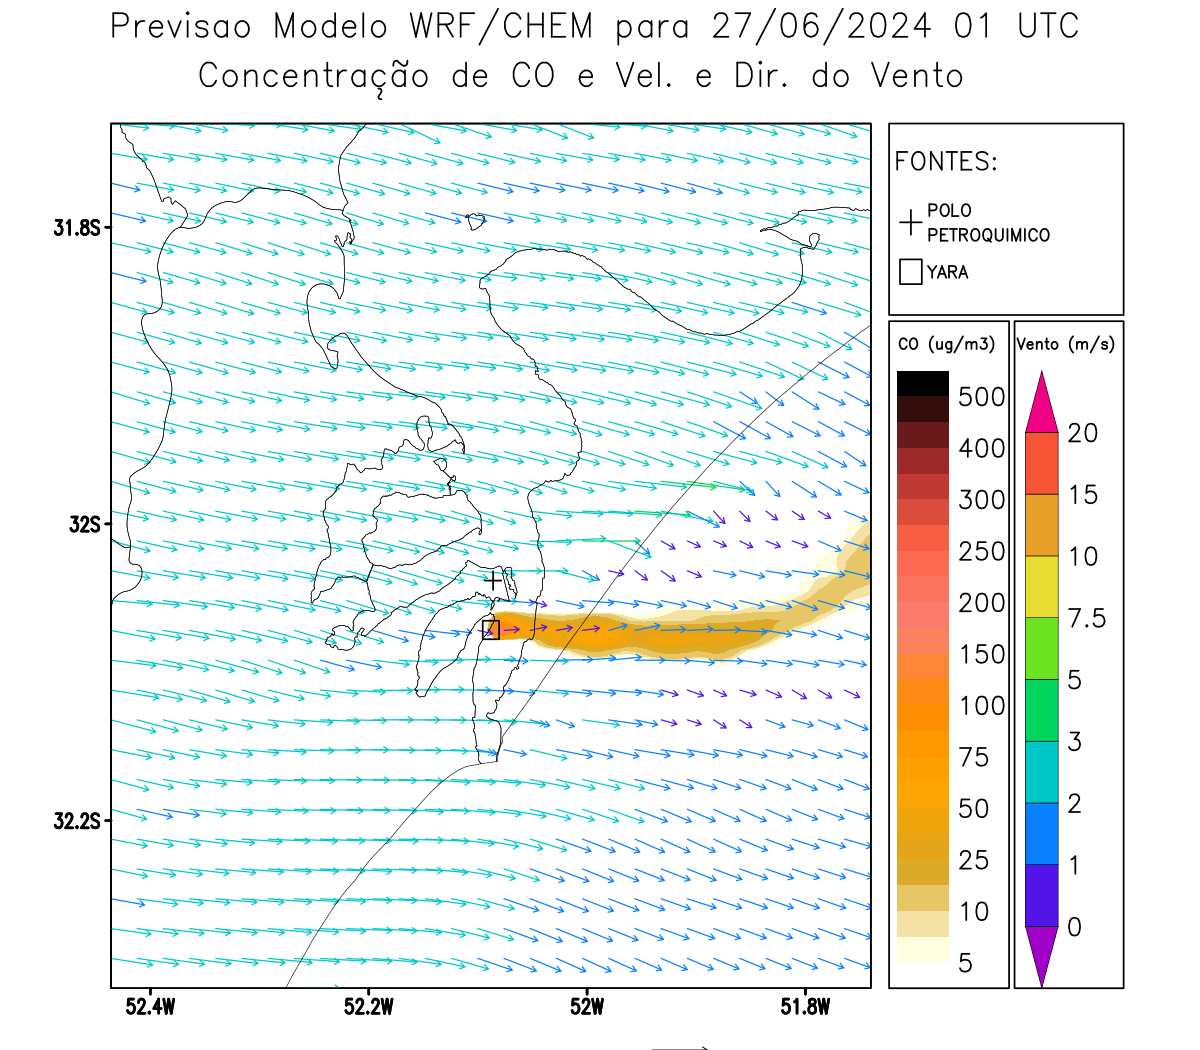 Previsao Modelo WRF/CHEM para 27/06/2024 01 UTC
Concentração de CO e Vel. e Dir. do Vento
FONTES:
POLO
PETROQUIMICO
YARA
CO (ug/m3)
500
400
300
250
200
150
100
75
50
25
10
5
Vento (m/s)
20
15
10
7.5
5
3
2
1
0
31.8S
32S
32.2S
52.4W
52.2W
52W
51.8W